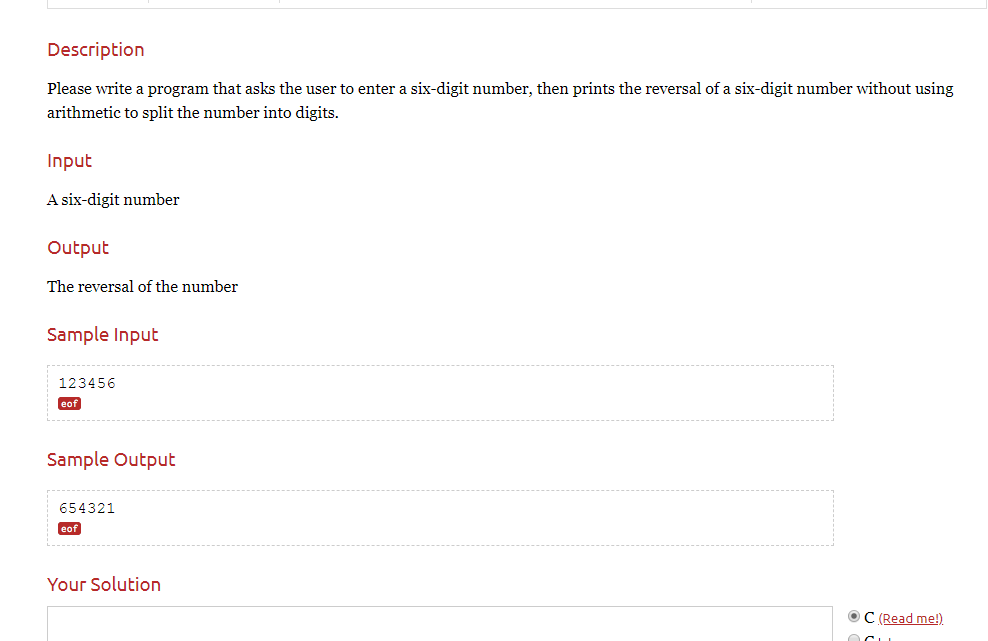 Description
Please write a program that asks the user to enter a six-digit number, then prints the reversal of a six-digit number without using
arithmetic to split the number into digits.
Input
A six-digit number
Output
The reversal of the number
Sample Input
123456
eof
Sample Output
654321
eof
Your Solution
C (Read me!)